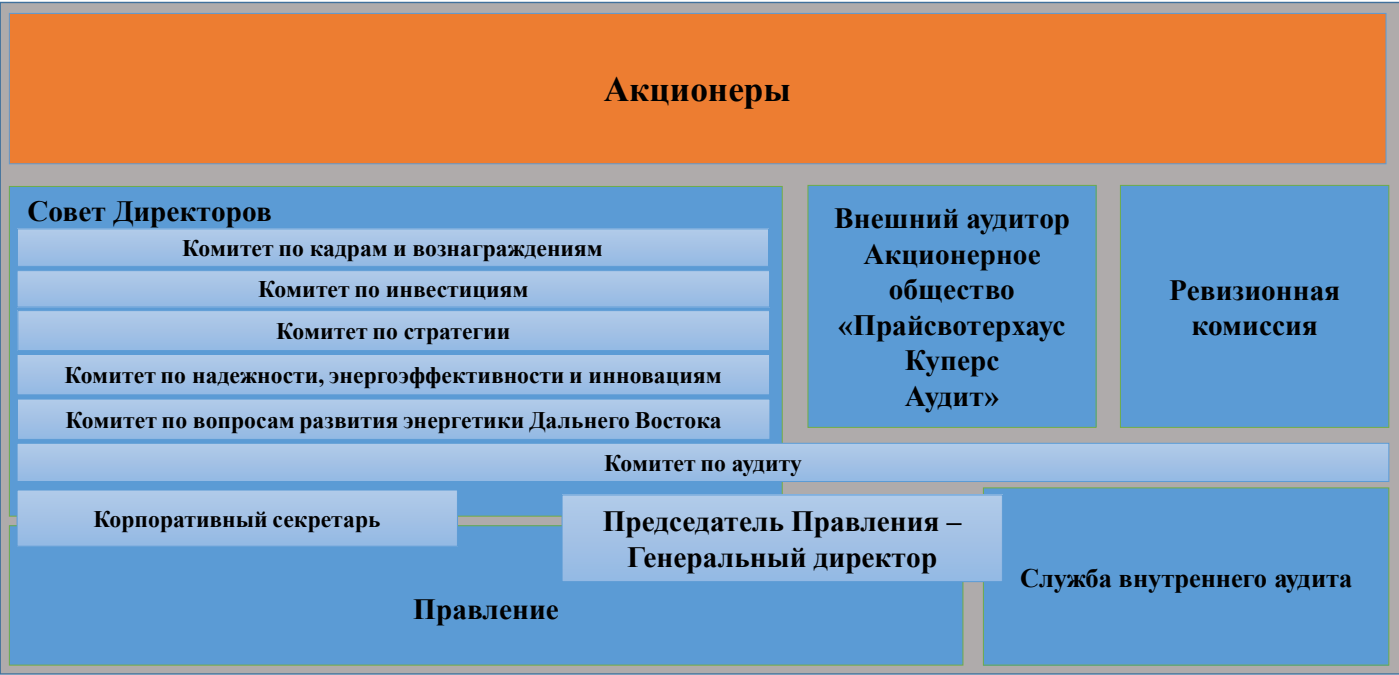 Акционеры
Совет Директоров
Комитет по кадрам и вознаграждениям
Комитет по инвестициям
Комитет по стратегии
Комитет по надежности, энергоэффективности и инновациям
Комитет по вопросам развития энергетики Дальнего Востока
Внешний аудитор
Акционерное
общество
«Прайсвотерхаус
Куперс
Аудит»
Ревизионная
комиссия
Комитет по аудиту
Корпоративный секретарь
Председатель Правления –
Генеральный директор
Правление
Служба внутреннего аудита